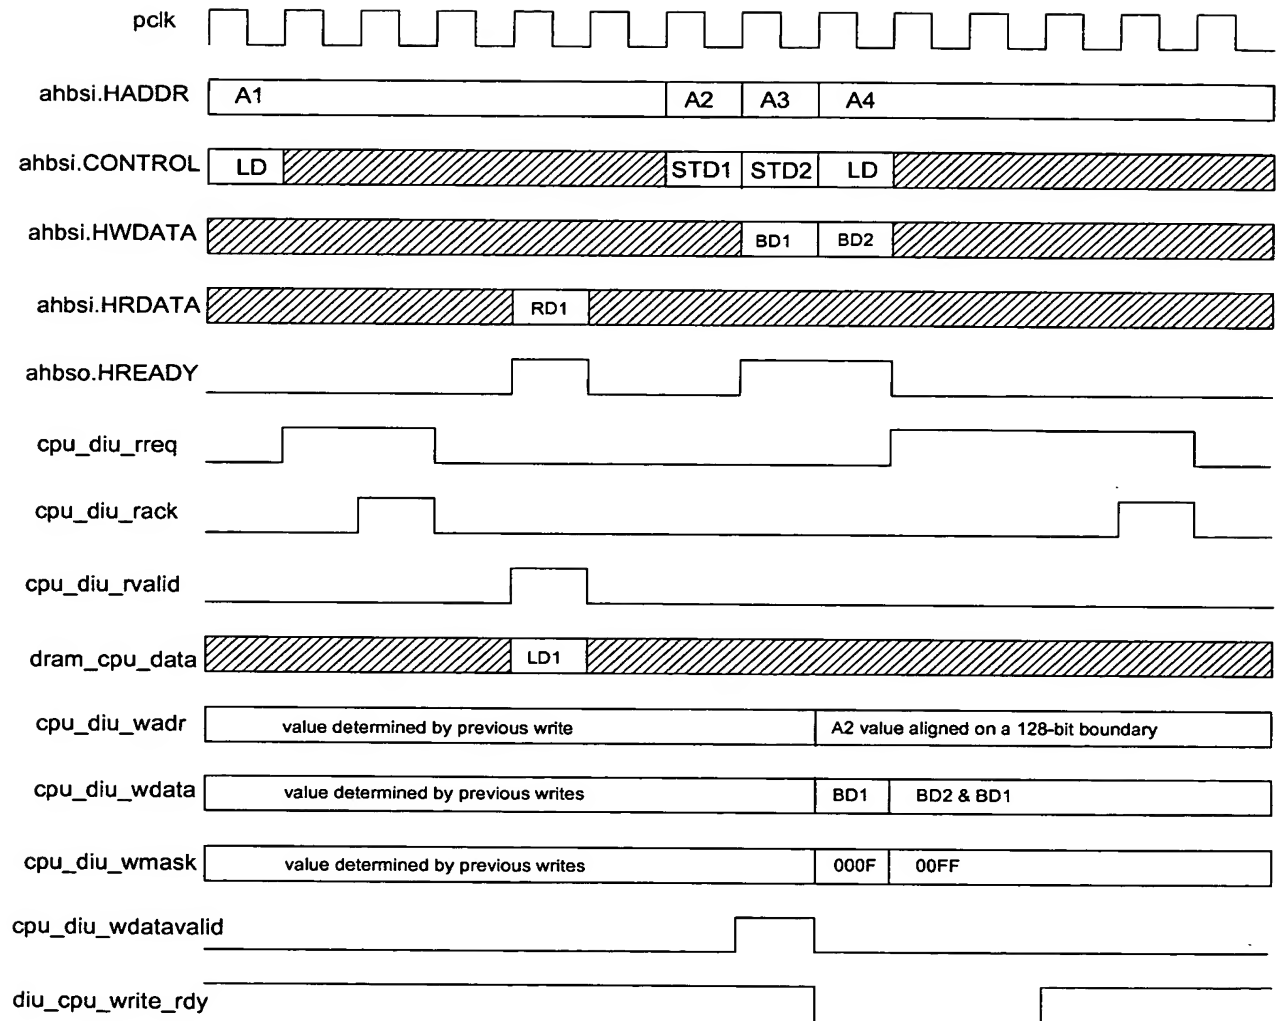 pclk
ahbsi.HADDR A1 A2 A3 A4
ahbsi.CONTROL LD STD1 STD2 LD
ahbsi.HWDATA BD1 BD2
ahbsi.HRDATA RD1
ahbso.HREADY
cpu_diu_rreq
cpu_diu_rack
cpu_diu_rvalid
dram_cpu_data LD1
cpu_diu_wadr value determined by previous write A2 value aligned on a 128-bit boundary
cpu_diu_wdata value determined by previous writes BD1 BD2 & BD1
cpu_diu_wmask value determined by previous writes 000F 00FF
cpu_diu_wdatavalid
diu_cpu_write_rdy